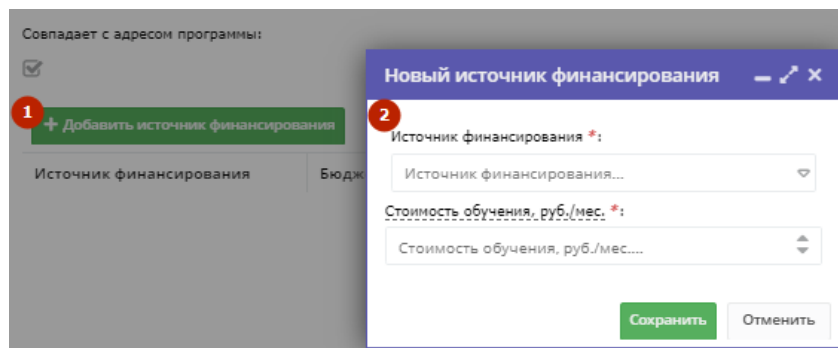 Совпадает с адресом программы:
1
+ Добавить источник финансирования
Источник финансирования Бюдж
Новый источник финансирования
2
Источник финансирования *:
Источник финансирования...
Стоимость обучения, руб./мес. *:
Стоимость обучения, руб./мес....
Сохранить Отменить